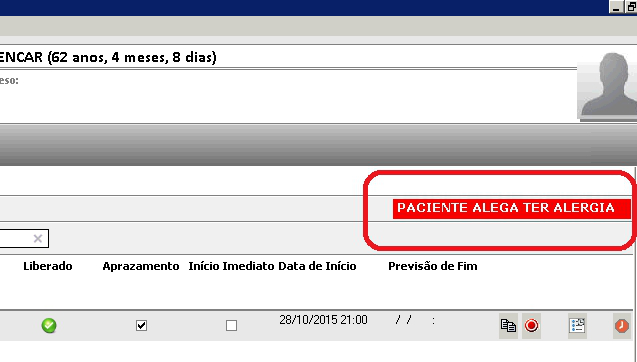 ENCAR (62 anos, 4 meses, 8 dias)
eso:
PACIENTE ALEGA TER ALERGIA
Liberado Aprazamento Início Imediato Data de Início Previsão de Fim
28/10/2015 21:00 / / :